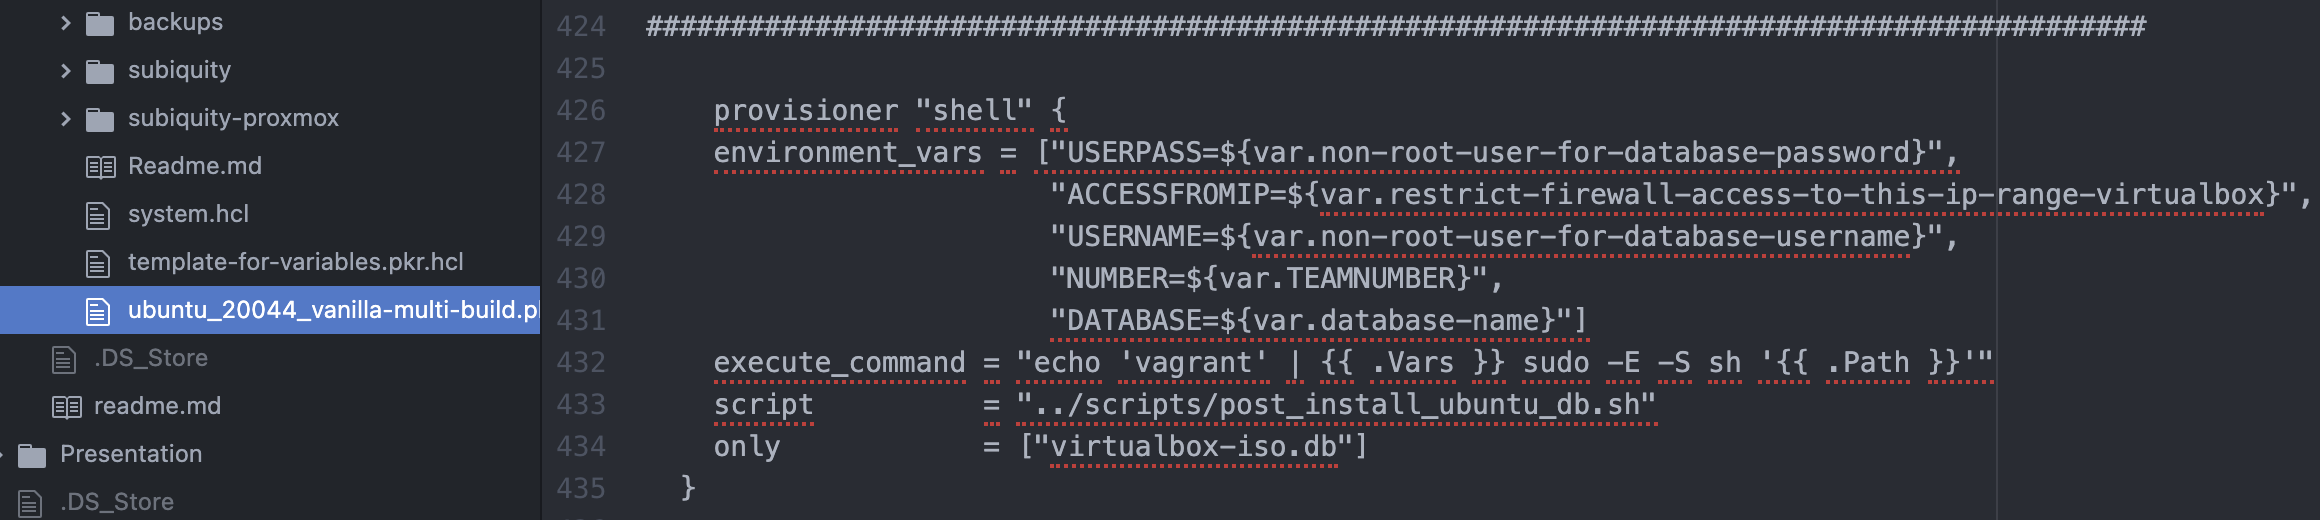 backups
subiquity
subiquity-proxmox
Readme.md
system.hcl
template-for-variables.pkr.hcl
ubuntu_20044_vanilla-multi-build.p
.DS_Store
readme.md
Presentation
.DS_Store
424 #########################################################################################
425
426 provisioner "shell" {
427 environment_vars = ["USERPASS=${var.non-root-user-for-database-password}",
428 "ACCESSFROMIP=${var.restrict-firewall-access-to-this-ip-range-virtualbox}",
429 "USERNAME=${var.non-root-user-for-database-username}",
430 "NUMBER=${var.TEAMNUMBER}",
431 "DATABASE=${var.database-name}"]
432 execute_command = "echo 'vagrant' | {{ .Vars }} sudo -E -S sh '{{ .Path }}'"
433 script = "../scripts/post_install_ubuntu_db.sh"
434 only = ["virtualbox-iso.db"]
435 }